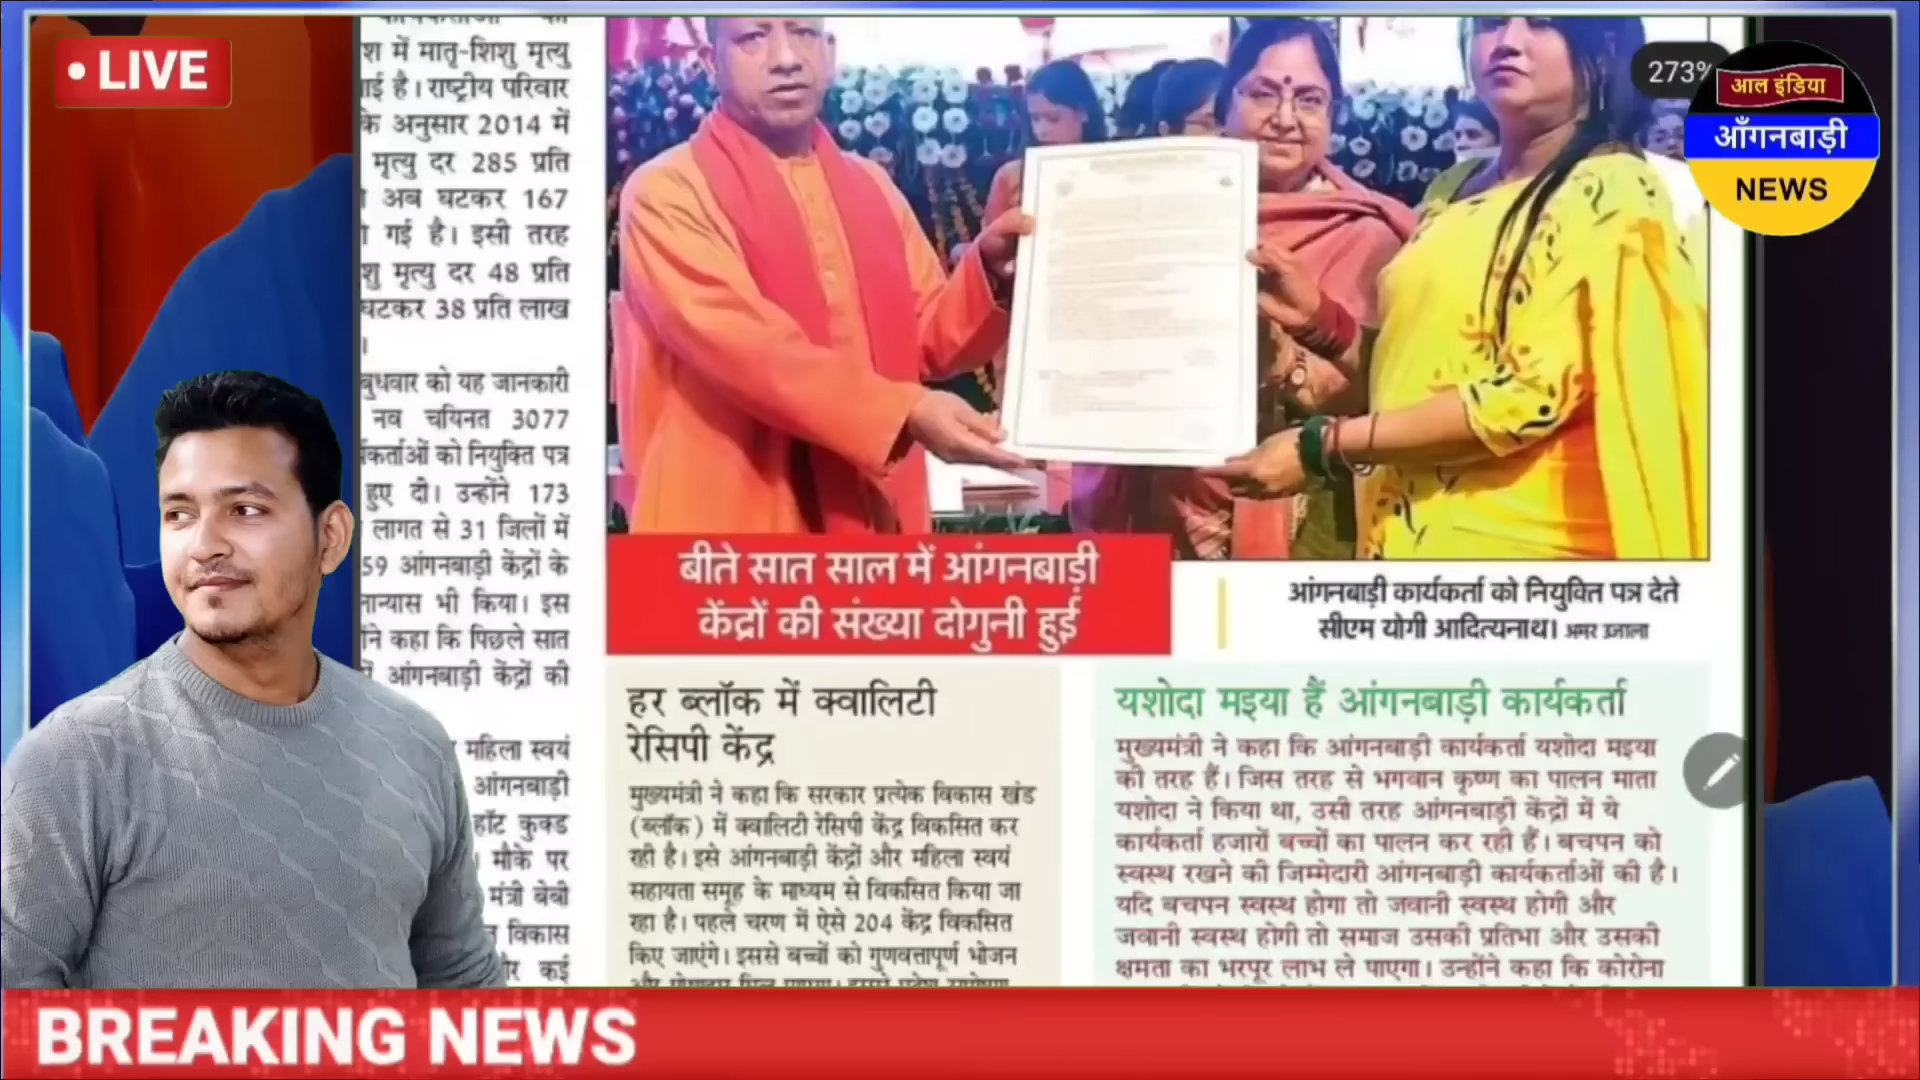 • LIVE
273%
आल इंडिया
आँगनबाड़ी
NEWS
में मातृ-शिशु मृत्यु
है। राष्ट्रीय परिवार
अनुसार 2014 में
मृत्यु दर 285 प्रति
अब घटकर 167
गई है। इसी तरह
मृत्यु दर 48 प्रति
घटकर 38 प्रति लाख
बुधवार को यह जानकारी
नव चयिनत 3077
को नियुक्ति पत्र
हुए दी। उन्होंने 173
लागत से 31 जिलों में
59 आंगनबाड़ी केंद्रों के
भी किया। इस
कहा कि पिछले सात
आंगनबाड़ी केंद्रों की
महिला स्वयं
आंगनबाड़ी
हॉट कुक्ड
। मौके पर
मंत्री बेबी
विकास
कई
बीते सात साल में आंगनबाड़ी
केंद्रों की संख्या दोगुनी हुई
आंगनबाड़ी कार्यकर्ता को नियुक्ति पत्र देते
सीएम योगी आदित्यनाथ। अमर उजाला
हर ब्लॉक में क्वालिटी
रेसिपी केंद्र
मुख्यमंत्री ने कहा कि सरकार प्रत्येक विकास खंड
(ब्लॉक) में क्वालिटी रेसिपी केंद्र विकसित कर
रही है। इसे आंगनबाड़ी केंद्रों और महिला स्वयं
सहायता समूह के माध्यम से विकसित किया जा
रहा है। पहले चरण में ऐसे 204 केंद्र विकसित
किए जाएंगे। इससे बच्चों को गुणवत्तापूर्ण भोजन
यशोदा मइया हैं आंगनबाड़ी कार्यकर्ता
मुख्यमंत्री ने कहा कि आंगनबाड़ी कार्यकर्ता यशोदा मइया
की तरह हैं। जिस तरह से भगवान कृष्ण का पालन माता
यशोदा ने किया था, उसी तरह आंगनबाड़ी केंद्रों में ये
कार्यकर्ता हजारों बच्चों का पालन कर रही हैं। बचपन को
स्वस्थ रखने की जिम्मेदारी आंगनबाड़ी कार्यकर्ताओं की है।
यदि बचपन स्वस्थ होगा तो जवानी स्वस्थ होगी और
जवानी स्वस्थ होगी तो समाज उसकी प्रतिभा और उसकी
क्षमता का भरपूर लाभ ले पाएगा। उन्होंने कहा कि कोरोना
BREAKING NEWS